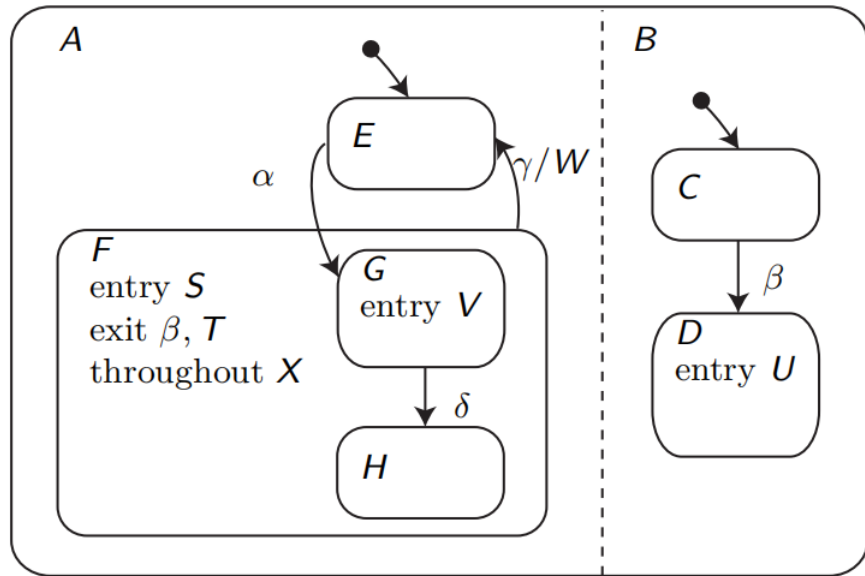 A
B
E
α
γ/W
C
F
entry S
exit β, T
throughout X
G
entry V
β
D
entry U
δ
H